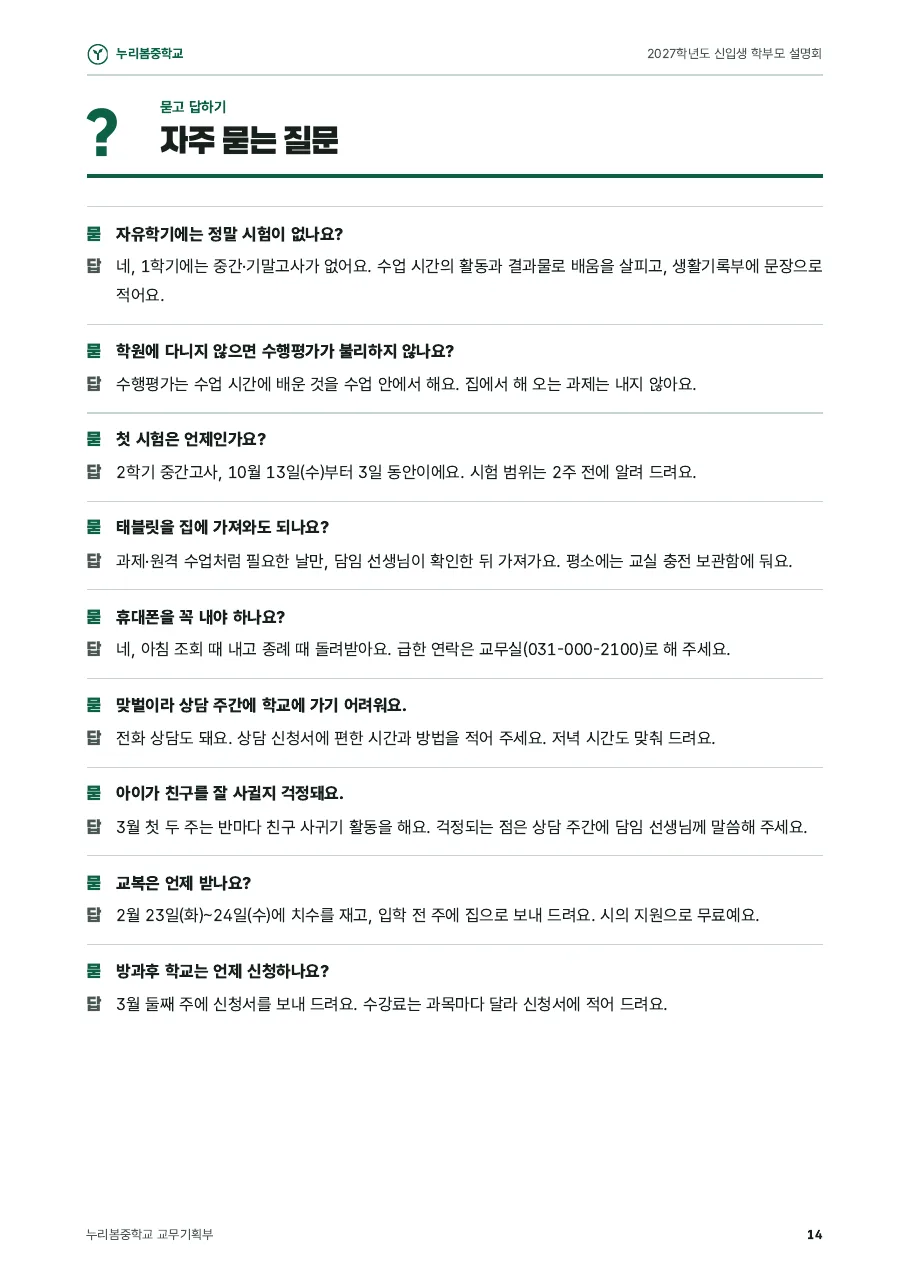 누리봄중학교
2027학년도 신입생 학부모 설명회
?
묻고 답하기
자주 묻는 질문
묻 자유학기에는 정말 시험이 없나요?
답 네, 1학기에는 중간·기말고사가 없어요. 수업 시간의 활동과 결과물로 배움을 살피고, 생활기록부에 문장으로
적어요.
묻 학원에 다니지 않으면 수행평가가 불리하지 않나요?
답 수행평가는 수업 시간에 배운 것을 수업 안에서 해요. 집에서 해 오는 과제는 내지 않아요.
묻 첫 시험은 언제인가요?
답 2학기 중간고사, 10월 13일(수)부터 3일 동안이에요. 시험 범위는 2주 전에 알려 드려요.
묻 태블릿을 집에 가져와도 되나요?
답 과제·원격 수업처럼 필요한 날만, 담임 선생님이 확인한 뒤 가져가요. 평소에는 교실 충전 보관함에 둬요.
묻 휴대폰을 꼭 내야 하나요?
답 네, 아침 조회 때 내고 종례 때 돌려받아요. 급한 연락은 교무실(031-000-2100)로 해 주세요.
묻 맞벌이라 상담 주간에 학교에 가기 어려워요.
답 전화 상담도 돼요. 상담 신청서에 편한 시간과 방법을 적어 주세요. 저녁 시간도 맞춰 드려요.
묻 아이가 친구를 잘 사귈지 걱정돼요.
답 3월 첫 두 주는 반마다 친구 사귀기 활동을 해요. 걱정되는 점은 상담 주간에 담임 선생님께 말씀해 주세요.
묻 교복은 언제 받나요?
답 2월 23일(화)~24일(수)에 치수를 재고, 입학 전 주에 집으로 보내 드려요. 시의 지원으로 무료예요.
묻 방과후 학교는 언제 신청하나요?
답 3월 둘째 주에 신청서를 보내 드려요. 수강료는 과목마다 달라 신청서에 적어 드려요.
누리봄중학교 교무기획부
14